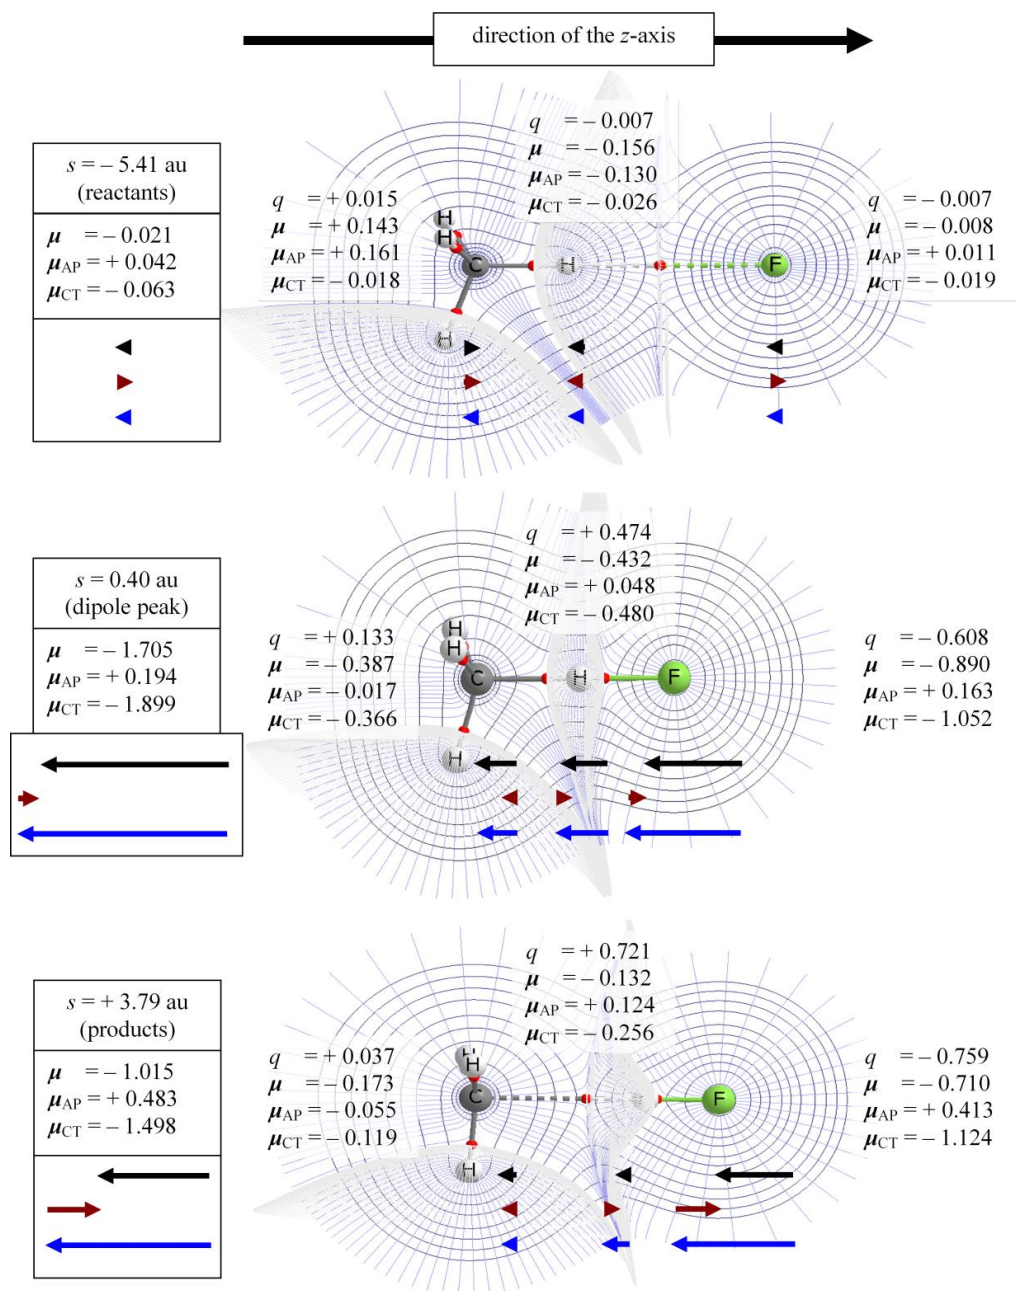 direction of the z-axis
s = – 5.41 au
(reactants)
μ = – 0.021
μAP = + 0.042
μCT = – 0.063
q = + 0.015
μ = + 0.143
μAP = + 0.161
μCT = – 0.018
q = – 0.007
μ = – 0.156
μAP = – 0.130
μCT = – 0.026
q = – 0.007
μ = – 0.008
μAP = + 0.011
μCT = – 0.019
H
H
C
H
F
H
s = 0.40 au
(dipole peak)
μ = – 1.705
μAP = + 0.194
μCT = – 1.899
q = + 0.133
μ = – 0.387
μAP = – 0.017
μCT = – 0.366
q = + 0.474
μ = – 0.432
μAP = + 0.048
μCT = – 0.480
q = – 0.608
μ = – 0.890
μAP = + 0.163
μCT = – 1.052
H
H
C
H
F
H
s = + 3.79 au
(products)
μ = – 1.015
μAP = + 0.483
μCT = – 1.498
q = + 0.037
μ = – 0.173
μAP = – 0.055
μCT = – 0.119
q = + 0.721
μ = – 0.132
μAP = + 0.124
μCT = – 0.256
q = – 0.759
μ = – 0.710
μAP = + 0.413
μCT = – 1.124
H
H
C
H
F
H